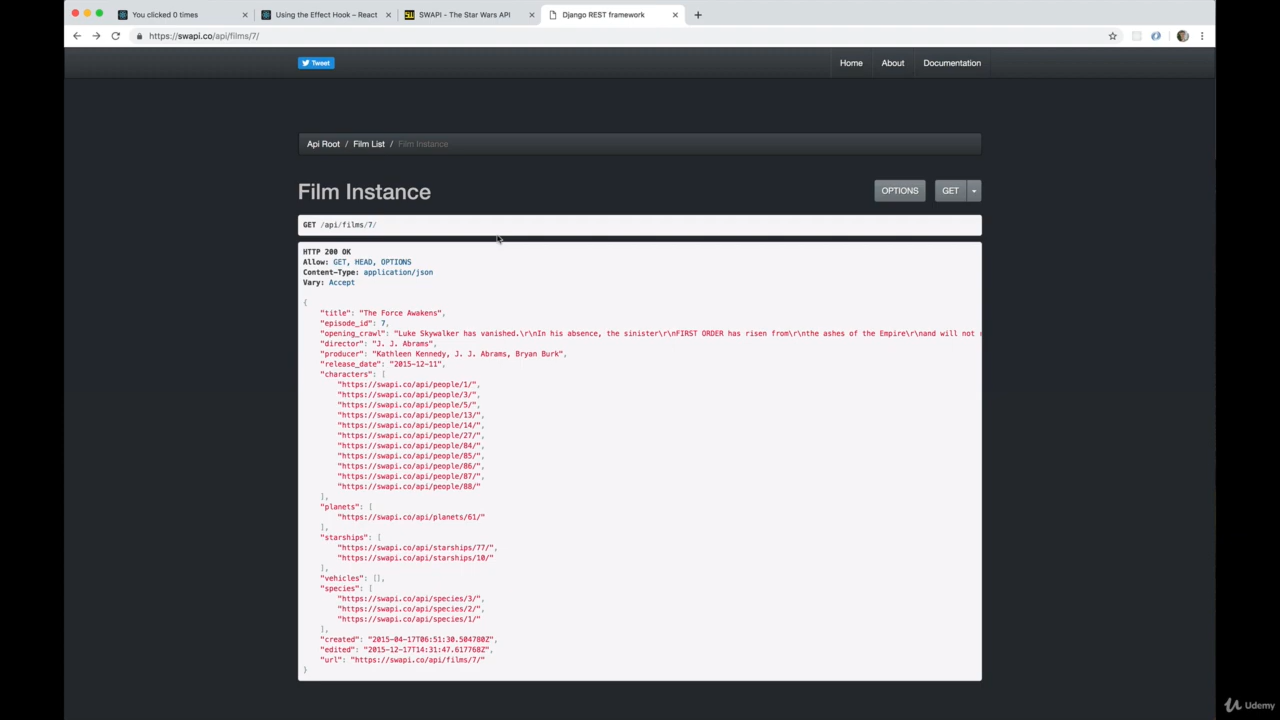 You clicked 0 times
Using the Effect Hook – React
SWAPI - The Star Wars API
Django REST framework
https://swapi.co/api/films/7/
Tweet
Home
About
Documentation
Api Root / Film List / Film Instance
Film Instance
OPTIONS
GET
GET /api/films/7/
HTTP 200 OK
Allow: GET, HEAD, OPTIONS
Content-Type: application/json
Vary: Accept
{
"title": "The Force Awakens",
"episode_id": 7,
"opening_crawl": "Luke Skywalker has vanished.\r\nIn his absence, the sinister\r\nFIRST ORDER has risen from\r\nthe ashes of the Empire\r\nand will not
"director": "J. J. Abrams",
"producer": "Kathleen Kennedy, J. J. Abrams, Bryan Burk",
"release_date": "2015-12-11",
"characters": [
"https://swapi.co/api/people/1/",
"https://swapi.co/api/people/3/",
"https://swapi.co/api/people/5/",
"https://swapi.co/api/people/13/",
"https://swapi.co/api/people/14/",
"https://swapi.co/api/people/27/",
"https://swapi.co/api/people/84/",
"https://swapi.co/api/people/85/",
"https://swapi.co/api/people/86/",
"https://swapi.co/api/people/87/",
"https://swapi.co/api/people/88/"
],
"planets": [
"https://swapi.co/api/planets/61/"
],
"starships": [
"https://swapi.co/api/starships/77/",
"https://swapi.co/api/starships/10/"
],
"vehicles": [],
"species": [
"https://swapi.co/api/species/3/",
"https://swapi.co/api/species/2/",
"https://swapi.co/api/species/1/"
],
"created": "2015-04-17T06:51:30.504780Z",
"edited": "2015-12-17T14:31:47.617768Z",
"url": "https://swapi.co/api/films/7/"
}
Udemy